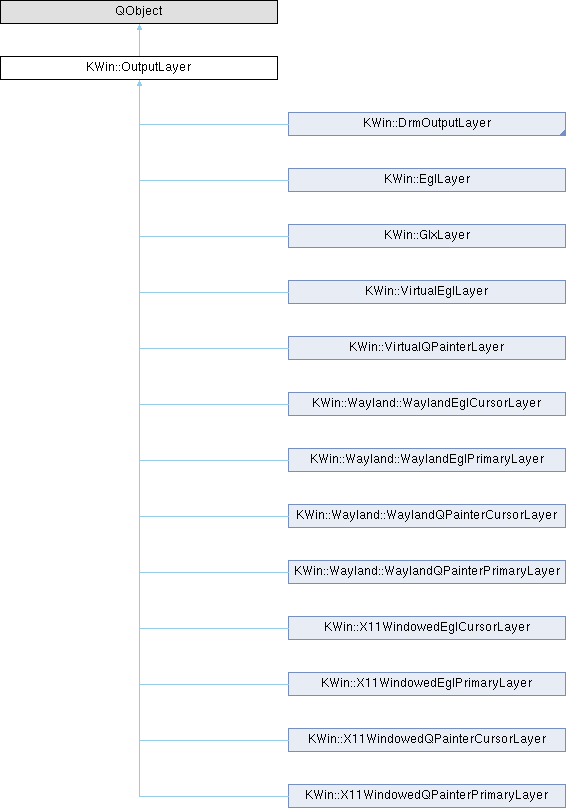 QObject
KWin::OutputLayer
KWin::DrmOutputLayer
KWin::EglLayer
KWin::GlxLayer
KWin::VirtualEglLayer
KWin::VirtualQPainterLayer
KWin::Wayland::WaylandEglCursorLayer
KWin::Wayland::WaylandEglPrimaryLayer
KWin::Wayland::WaylandQPainterCursorLayer
KWin::Wayland::WaylandQPainterPrimaryLayer
KWin::X11WindowedEglCursorLayer
KWin::X11WindowedEglPrimaryLayer
KWin::X11WindowedQPainterCursorLayer
KWin::X11WindowedQPainterPrimaryLayer